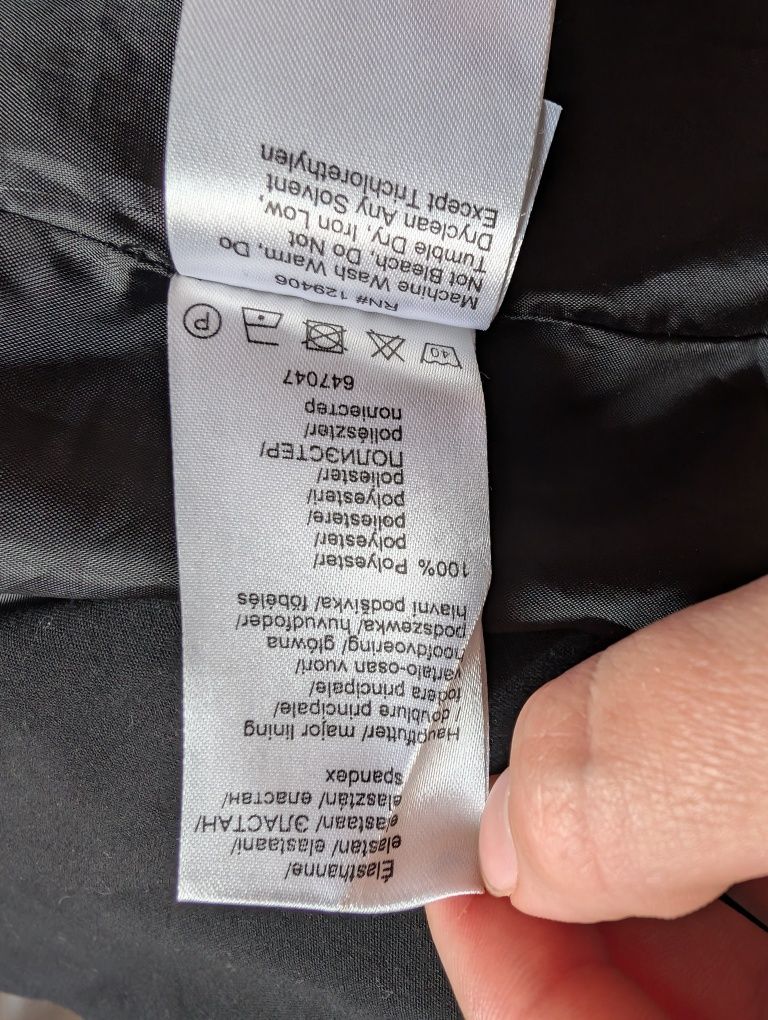 Élasthanne/
elastan/ elastaani/
elastaan/ ЭЛАСТАН/
elasztán/ еластан/
spandex
Hauptfutter/ major lining
/ doublure principale/
fodera principale/
vartalo-osan vuori/
hoofdvoering/ główna
podszewka/ huvudfoder/
hlavní podšívka/ főbélés
100% Polyester/
polyester/
poliestere/
polyesteri/
poliester/
ПОЛИЭСТЕР/
poliészter/
полиестер
647047
40 P
RN# 129406
Machine Wash Warm, Do
Not Bleach, Do Not
Tumble Dry, Iron Low,
Dryclean Any Solvent
Except Trichlorethylen